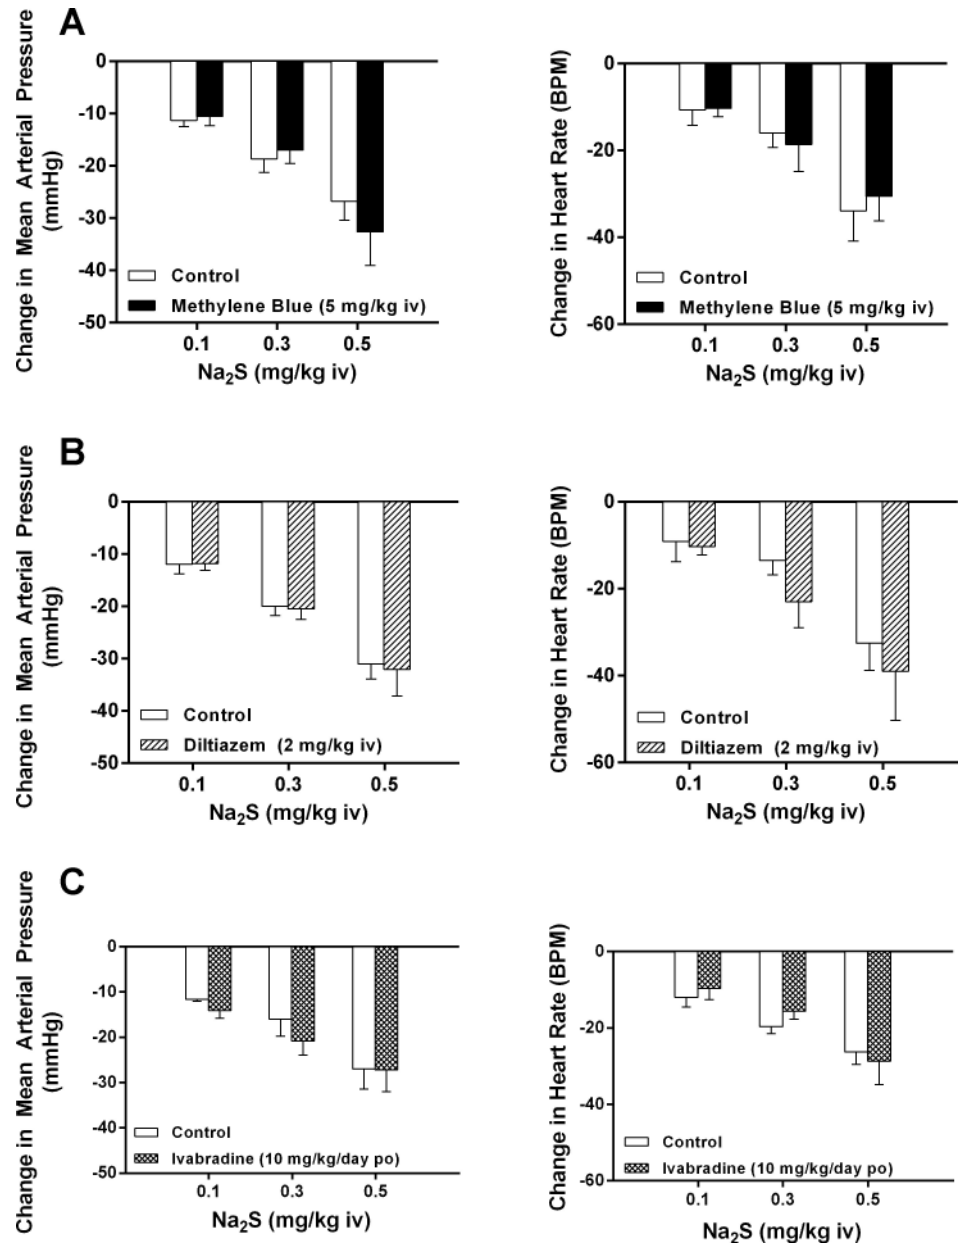 A
Change in Mean Arterial Pressure
(mmHg)
0
-10
-20
-30
-40
-50
Control
Methylene Blue (5 mg/kg iv)
0.1 0.3 0.5
Na₂S (mg/kg iv)
Change in Heart Rate (BPM)
0
-20
-40
-60
Control
Methylene Blue (5 mg/kg iv)
0.1 0.3 0.5
Na₂S (mg/kg iv)
B
Change in Mean Arterial Pressure
(mmHg)
0
-10
-20
-30
-40
-50
Control
Diltiazem (2 mg/kg iv)
0.1 0.3 0.5
Na₂S (mg/kg iv)
Change in Heart Rate (BPM)
0
-20
-40
-60
Control
Diltiazem (2 mg/kg iv)
0.1 0.3 0.5
Na₂S (mg/kg iv)
C
Change in Mean Arterial Pressure
(mmHg)
0
-10
-20
-30
-40
-50
Control
Ivabradine (10 mg/kg/day po)
0.1 0.3 0.5
Na₂S (mg/kg iv)
Change in Heart Rate (BPM)
0
-20
-40
-60
Control
Ivabradine (10 mg/kg/day po)
0.1 0.3 0.5
Na₂S (mg/kg iv)